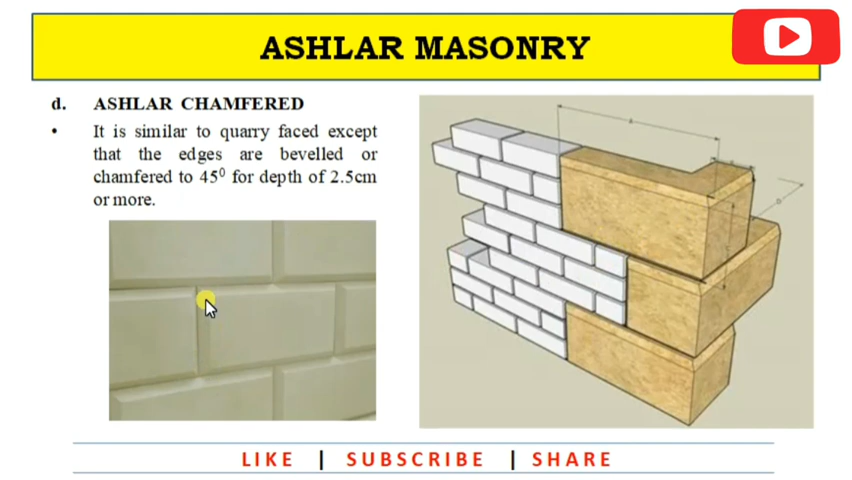 ASHLAR MASONRY
d. ASHLAR CHAMFERED
• It is similar to quarry faced except
that the edges are bevelled or
chamfered to 45⁰ for depth of 2.5cm
or more.
LIKE | SUBSCRIBE | SHARE